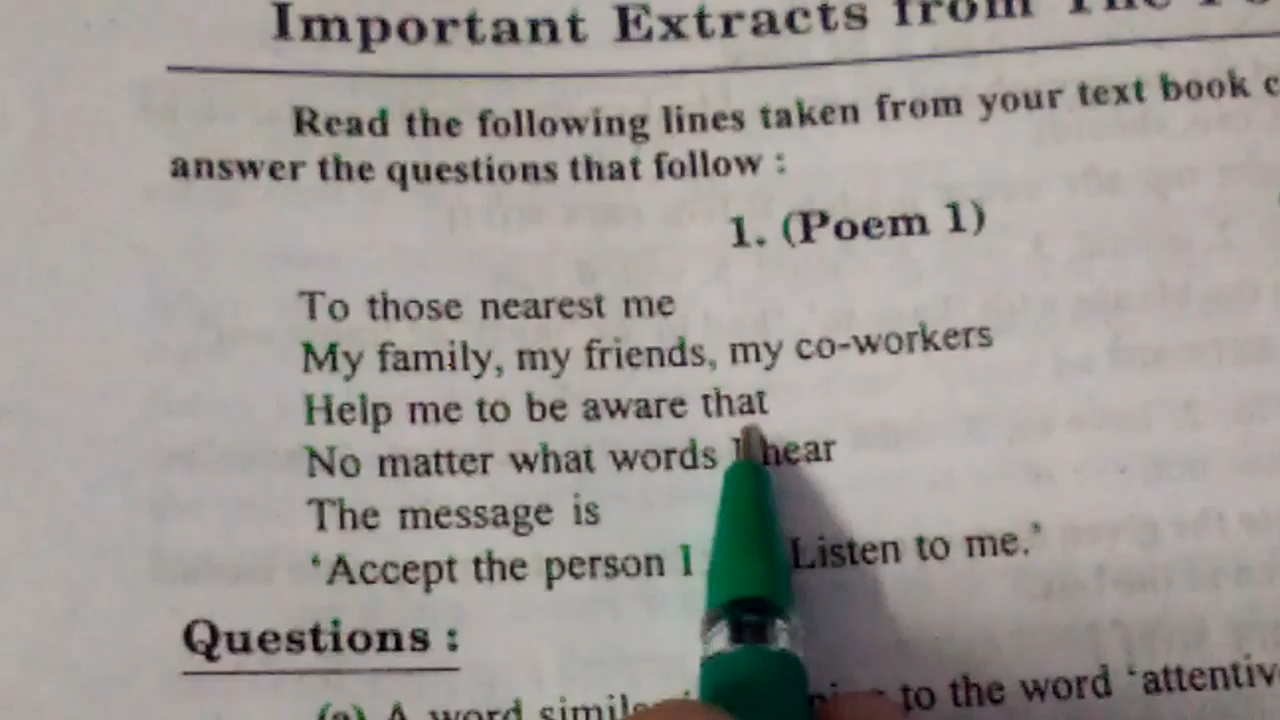 Important Extracts from The
Read the following lines taken from your text book
answer the questions that follow :
1. (Poem 1)
To those nearest me
My family, my friends, my co-workers
Help me to be aware that
No matter what words I hear
The message is
‘Accept the person I Listen to me.’
Questions :
(a) A word to the word